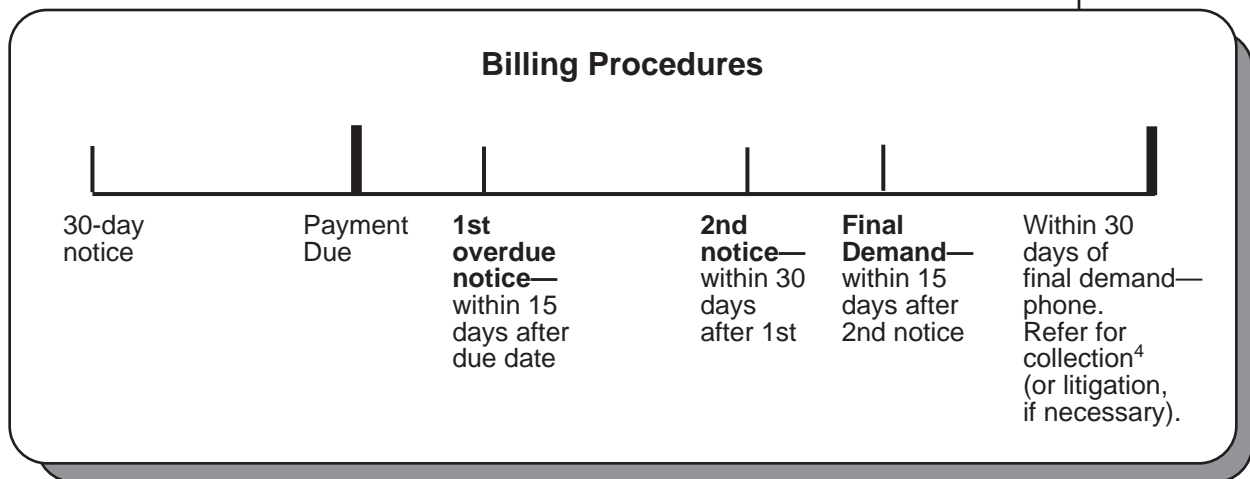 Billing Procedures
30-day
notice
Payment
Due
1st
overdue
notice—
within 15
days after
due date
2nd
notice—
within 30
days
after 1st
Final
Demand—
within 15
days after
2nd notice
Within 30
days of
final demand—
phone.
Refer for
collection4
(or litigation,
if necessary).